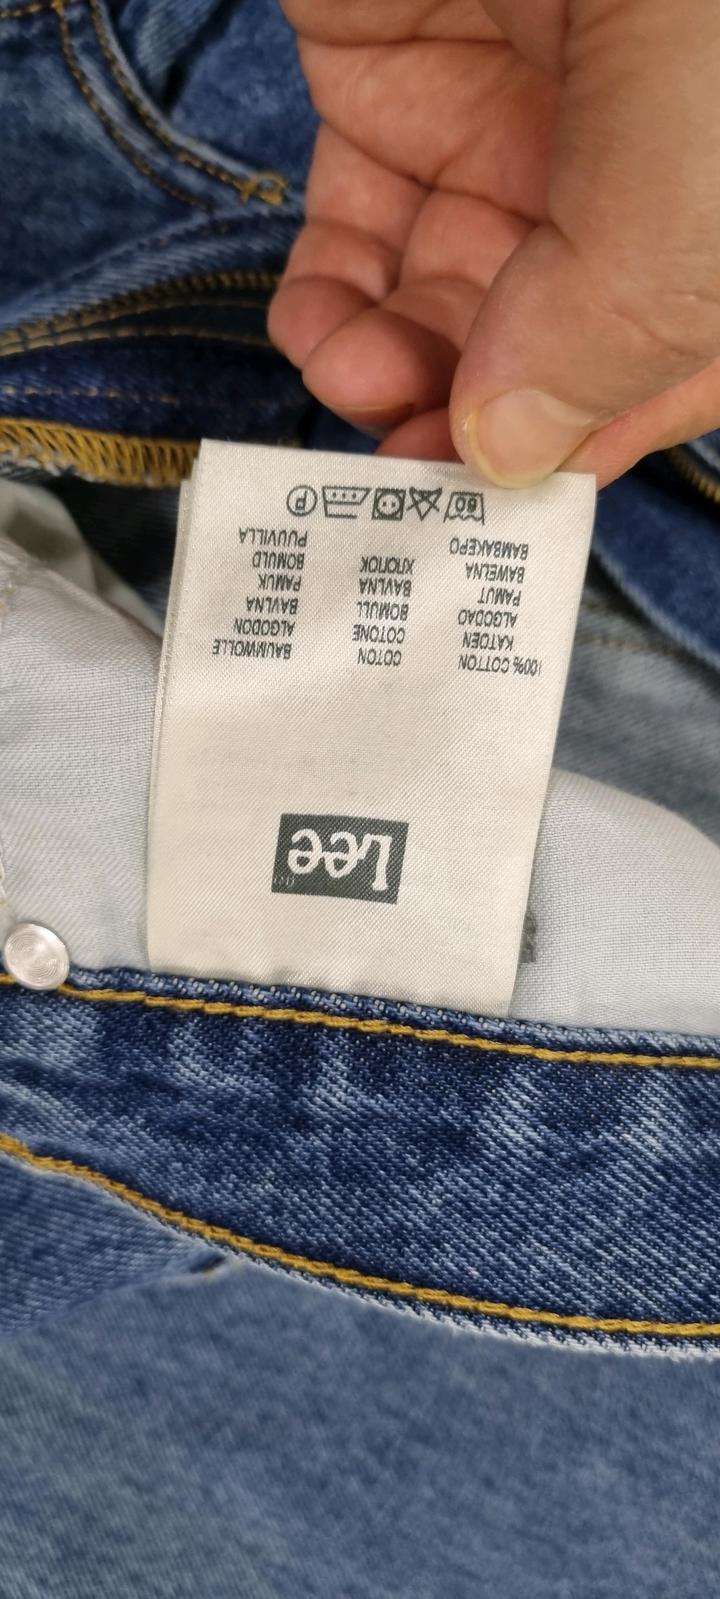 Lee
100% COTTON COTON BAUMWOLLE
KATOEN COTONE ALGODON
ALGODAO BOMULL BAVLNA
PAMUT BAVLNA PAMUK
BAWELNA ХЛОПОК BOMULD
ΒΑΜΒΑΚΕΡΟ PUUVILLA
60 P